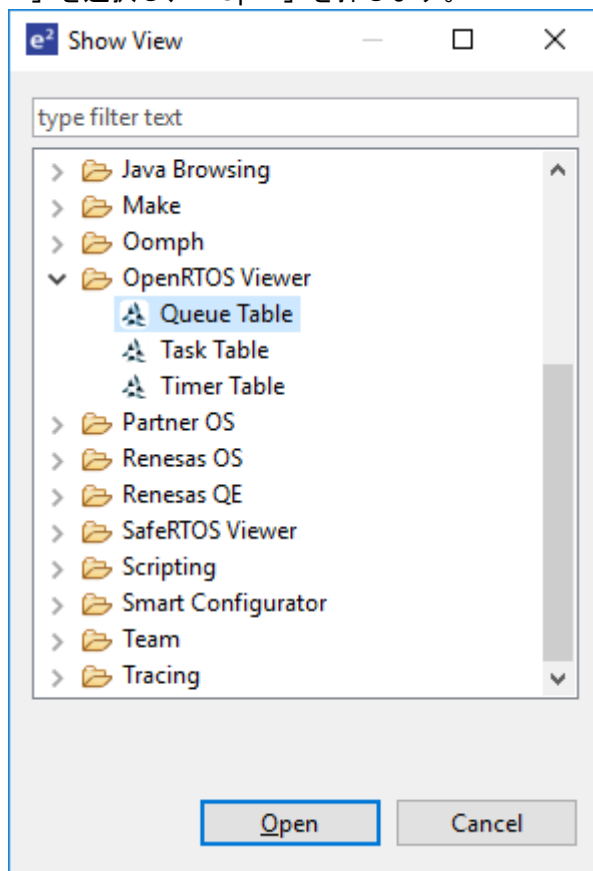 e² Show View
type filter text
Java Browsing
Make
Oomph
OpenRTOS Viewer
Queue Table
Task Table
Timer Table
Partner OS
Renesas OS
Renesas QE
SafeRTOS Viewer
Scripting
Smart Configurator
Team
Tracing
Open
Cancel